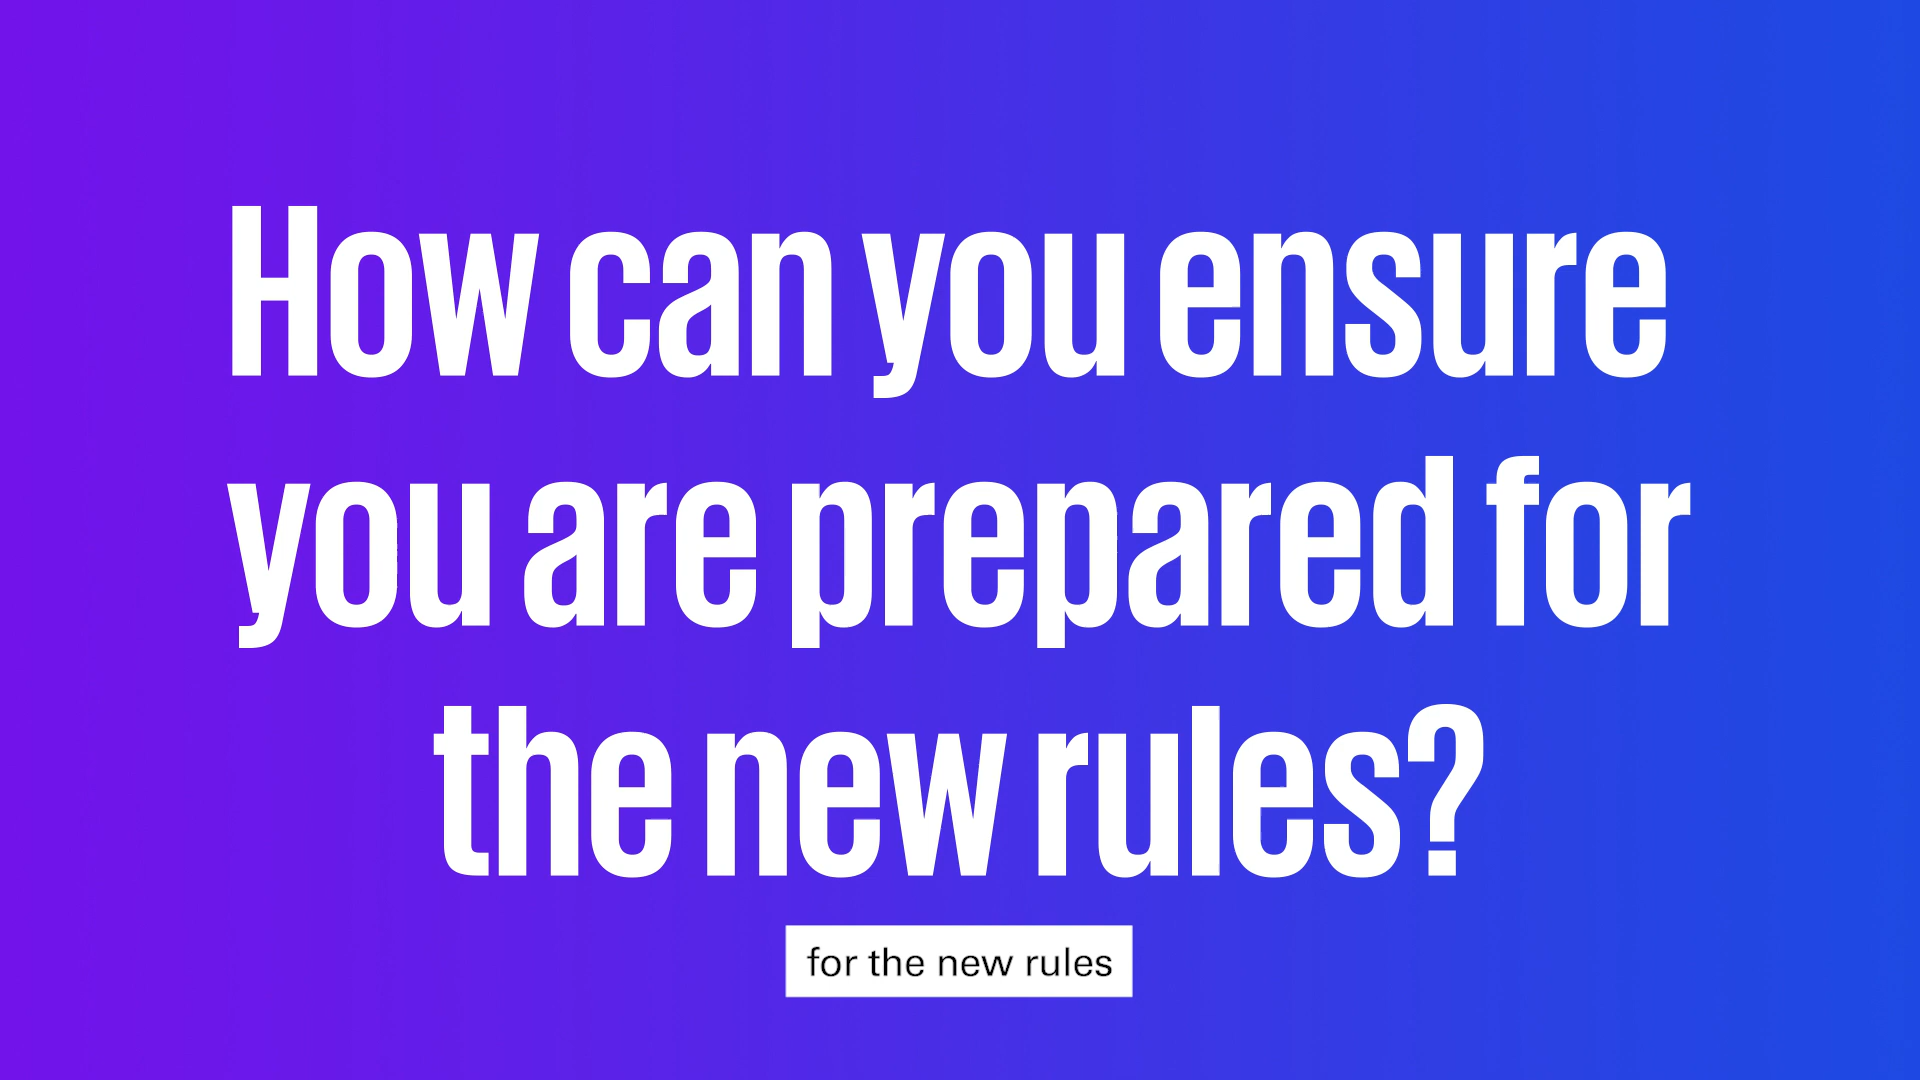 How can you ensure
you are prepared for
the new rules?
for the new rules